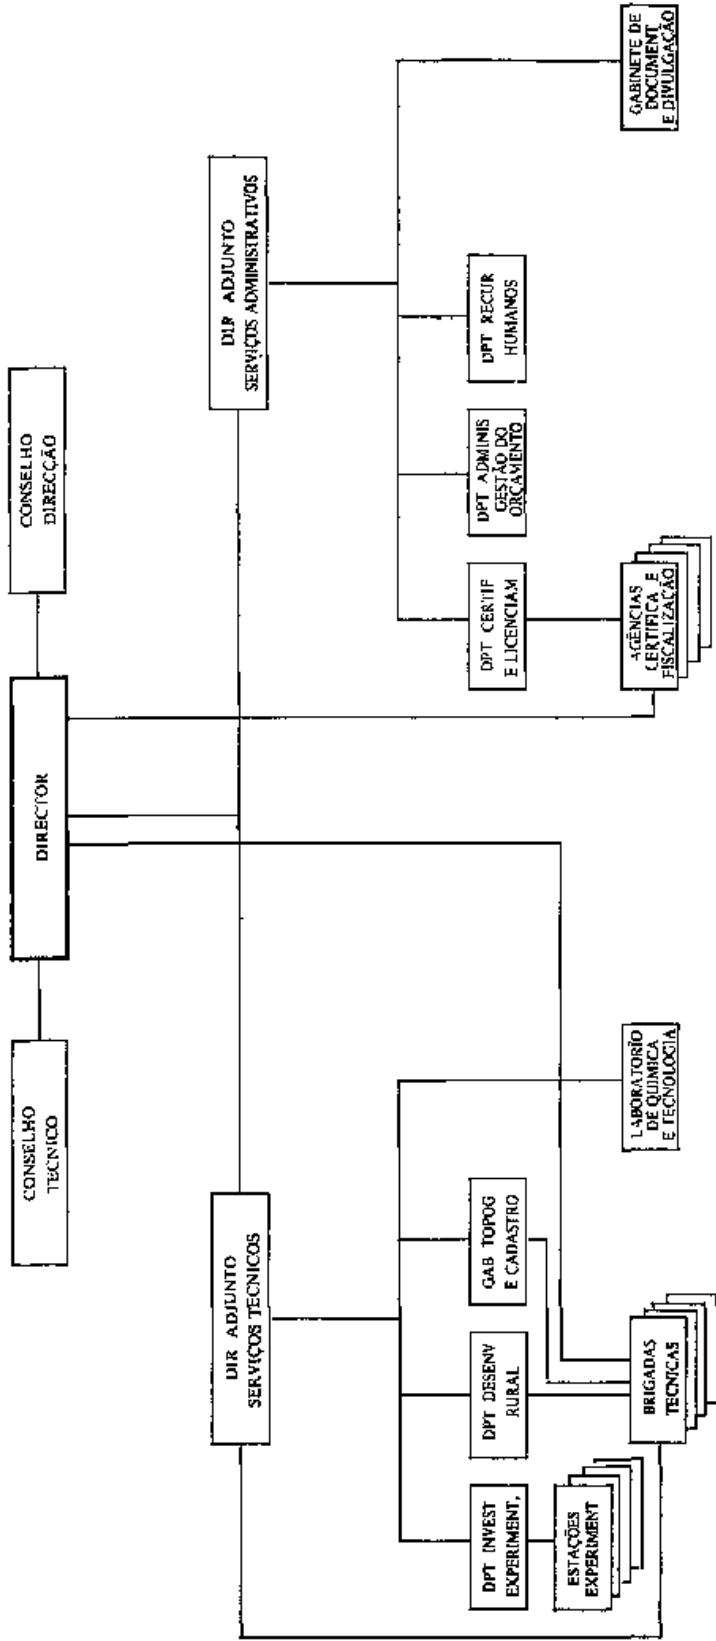 CONSELHO
TECNICO
DIRECTOR
CONSELHO
DIRECÇÃO
DIR ADJUNTO
SERVIÇOS TECNICOS
DIR ADJUNTO
SERVIÇOS ADMINISTRATIVOS
DPT INVEST
EXPERIMENT,
DPT DESENV
RURAL
GAB TOPOG
E CADASTRO
DPT CERTIF
E LICENCIAM
DPT ADMINIS
GESTÃO DO
ORÇAMENTO
DPT RECUR
HUMANOS
ESTAÇÕES
EXPERIMENT
BRIGADAS
TECNICAS
LABORATORIO
DE QUIMICA
E TECNOLOGIA
AGÊNCIAS
CERTIFICA E
FISCALIZAÇÃO
GABINETE DE
DOCUMENT,
E DIVULGAÇÃO